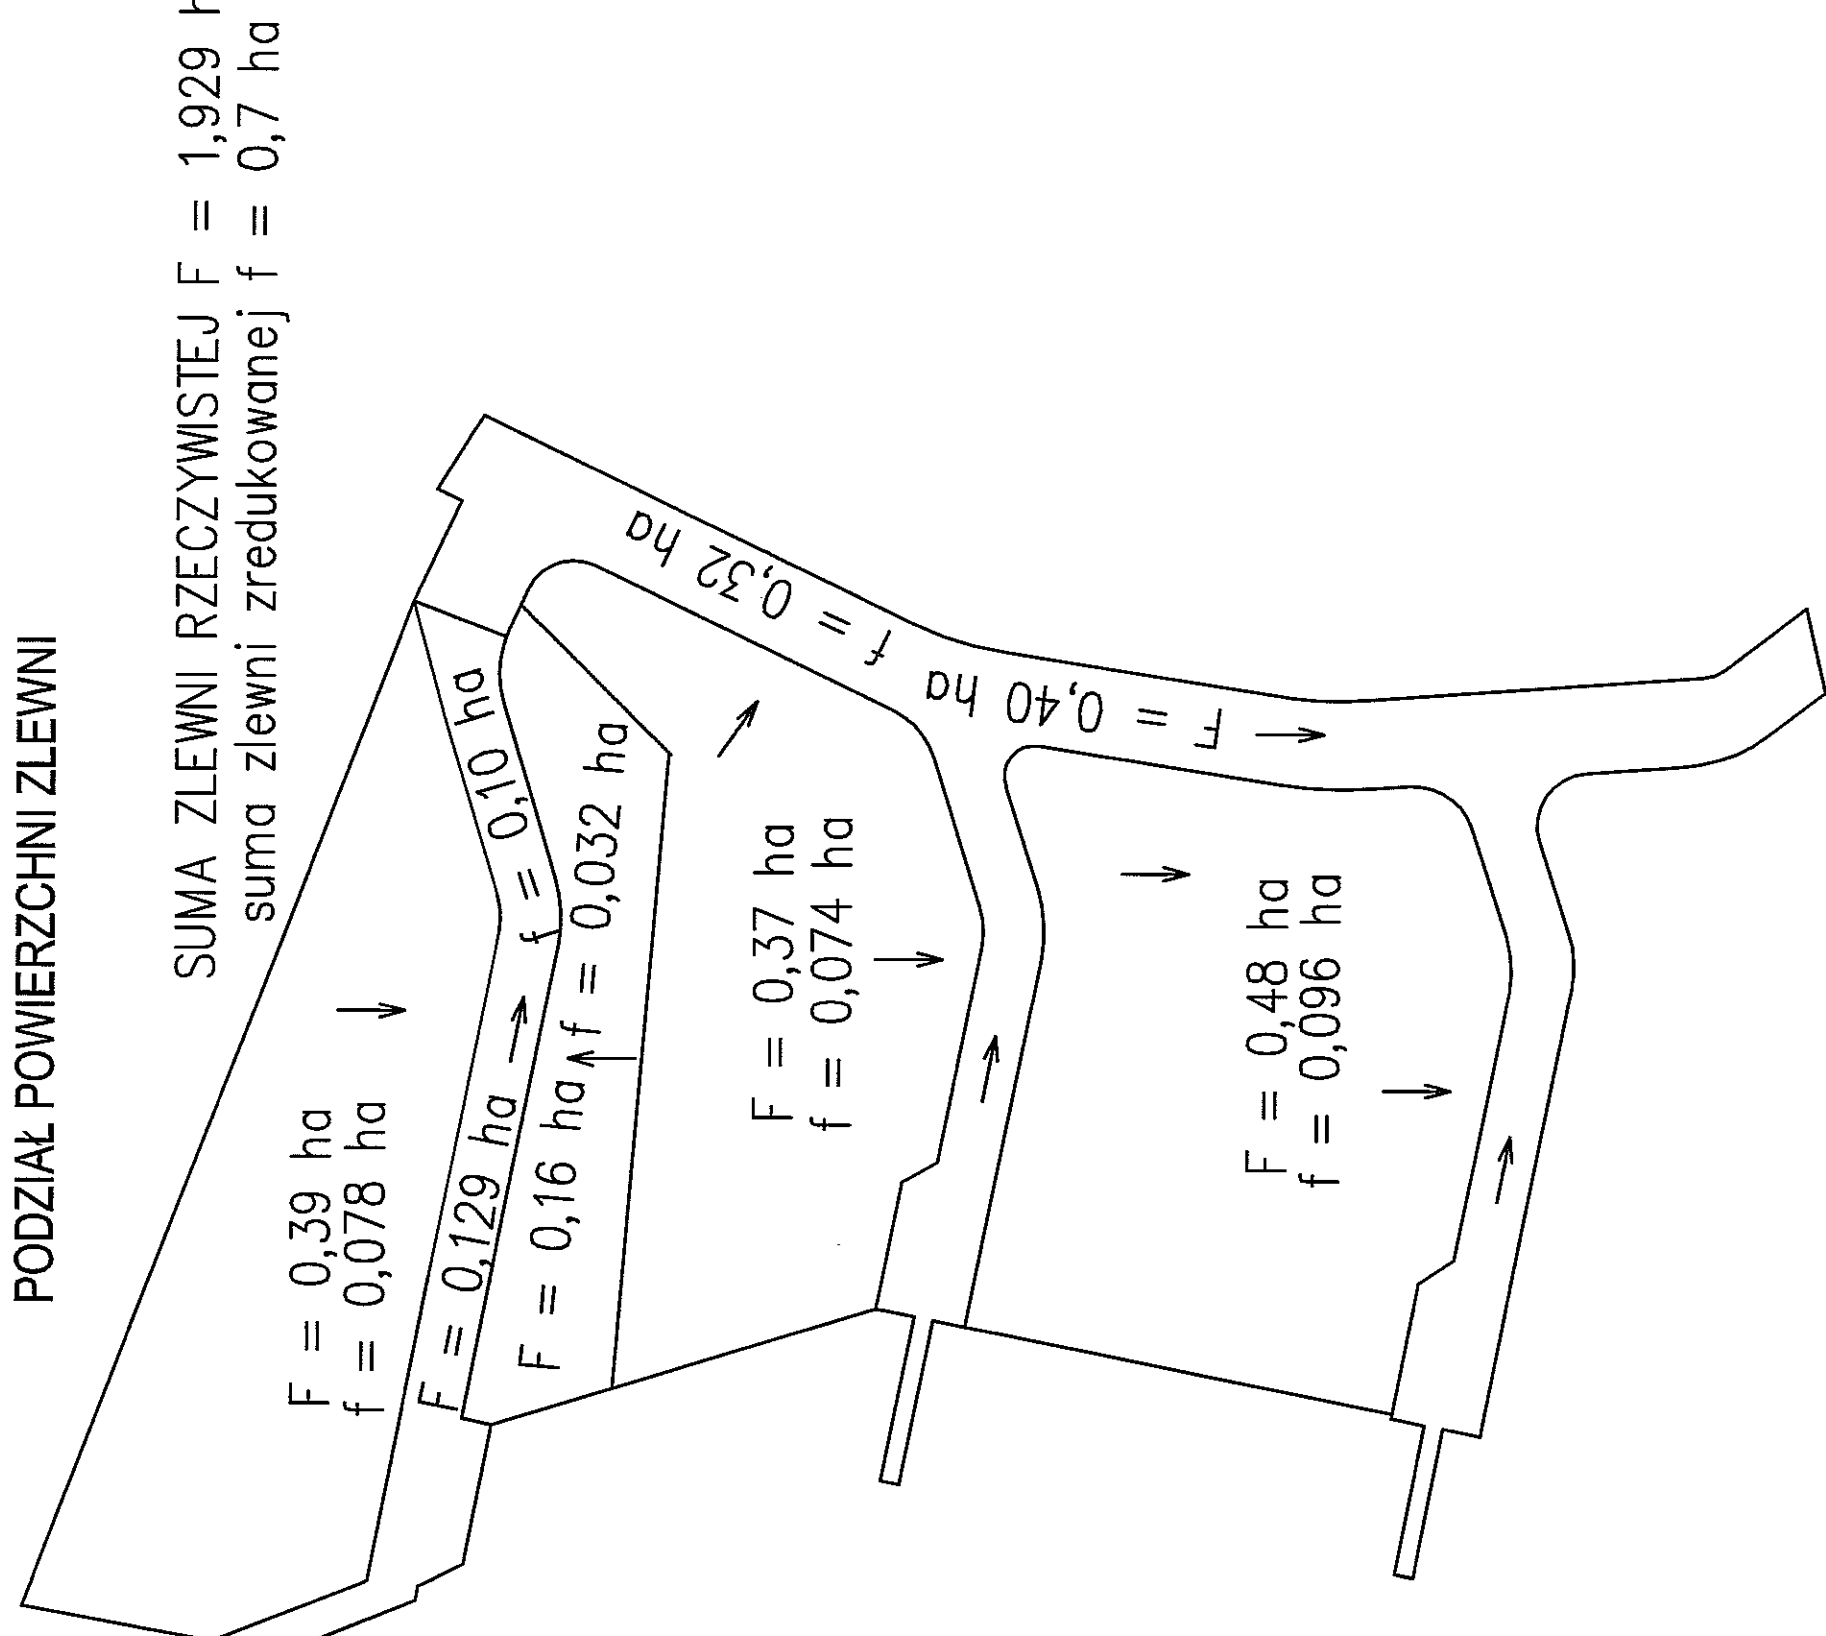 PODZIAŁ POWIERZCHNI ZLEWNI
SUMA ZLEWNI RZECZYWISTEJ F = 1,929 h
suma zlewni zredukowanej f = 0,7 ha
F = 0,39 ha
f = 0,078 ha
F = 0,129 ha f = 0,10 ha
F = 0,16 ha f = 0,032 ha
F = 0,37 ha
f = 0,074 ha
F = 0,40 ha f = 0,32 ha
F = 0,48 ha
f = 0,096 ha